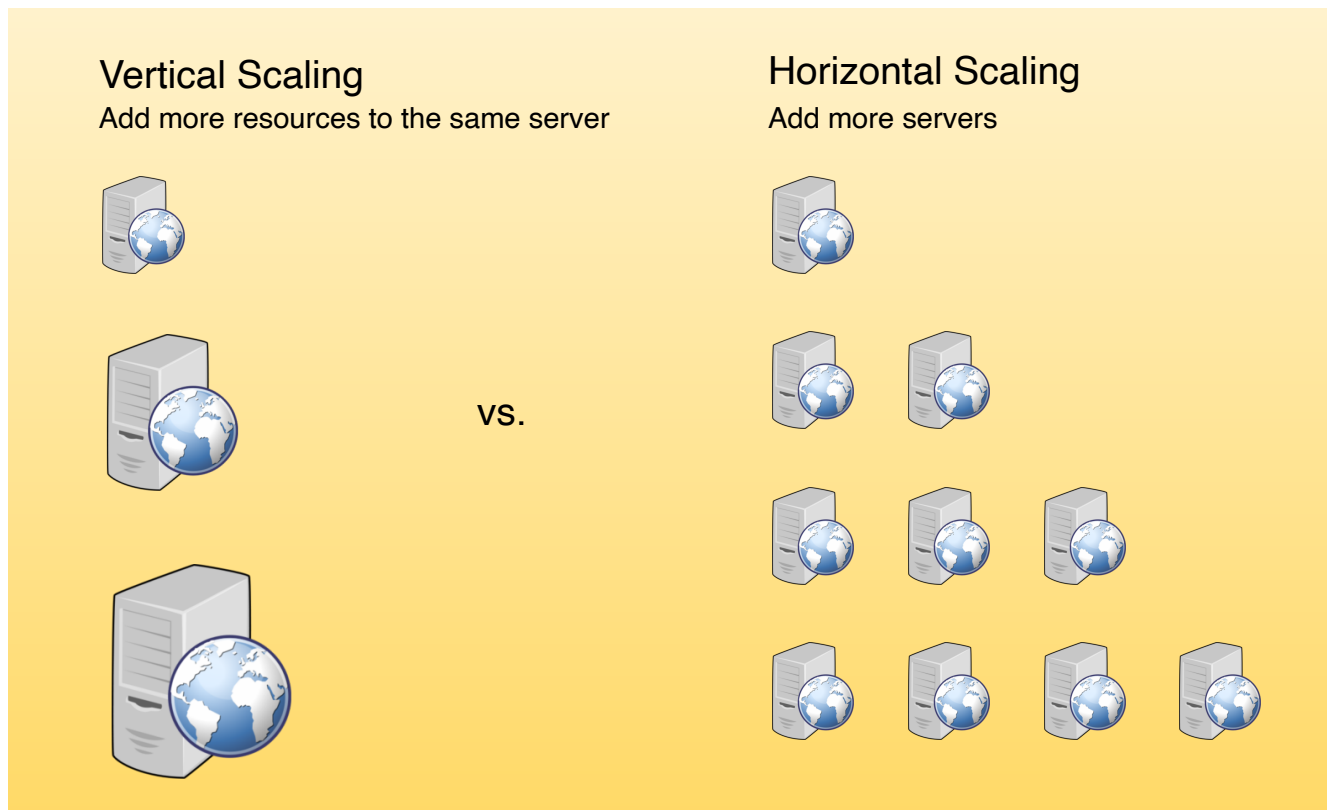 Vertical Scaling
Add more resources to the same server
vs.
Horizontal Scaling
Add more servers